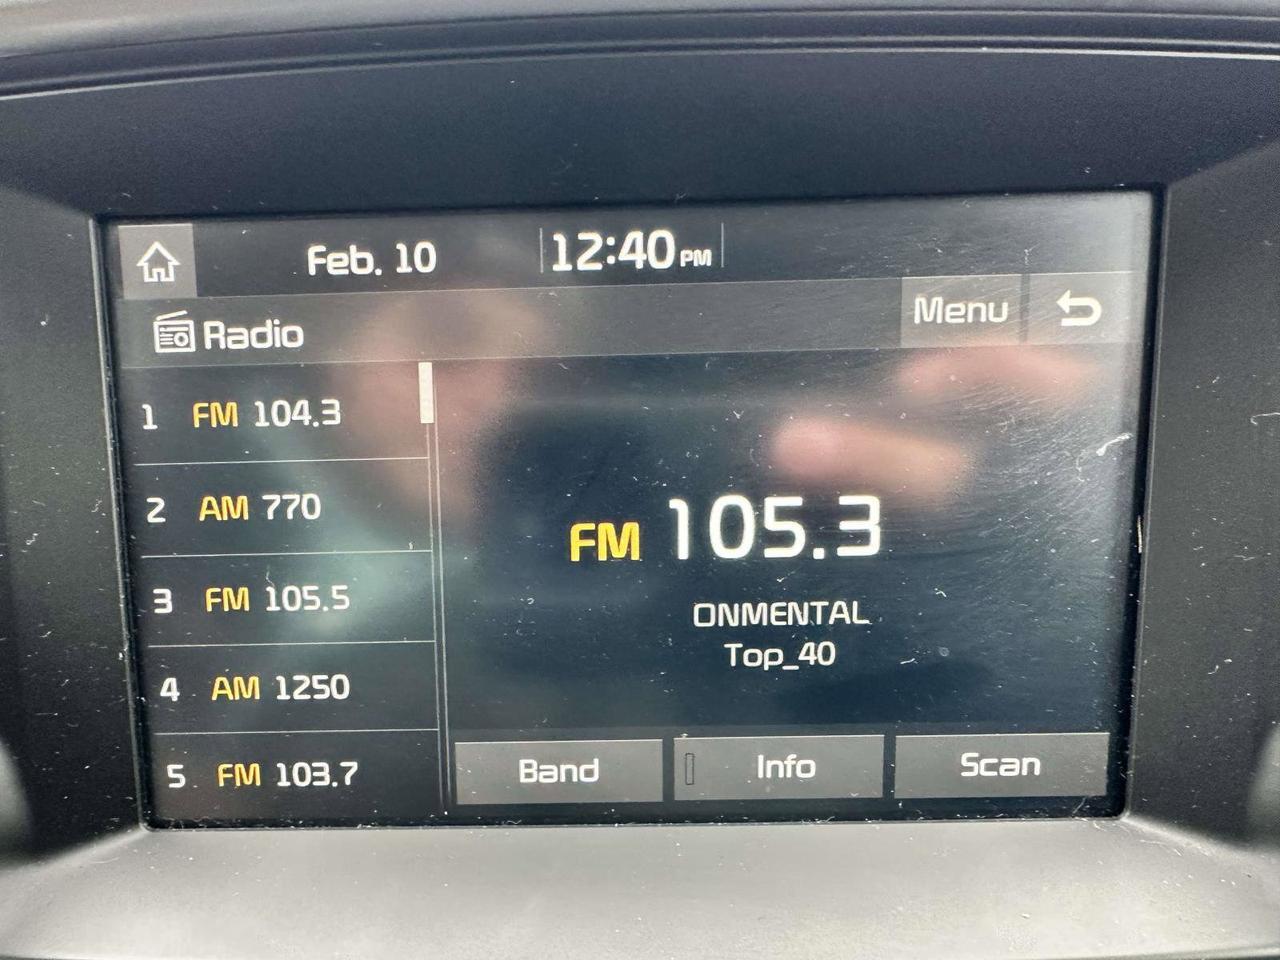 Feb. 10 12:40 PM
Radio Menu
1 FM 104.3
2 AM 770
3 FM 105.5
4 AM 1250
5 FM 103.7
FM 105.3
ONMENTAL
Top_40
Band Info Scan